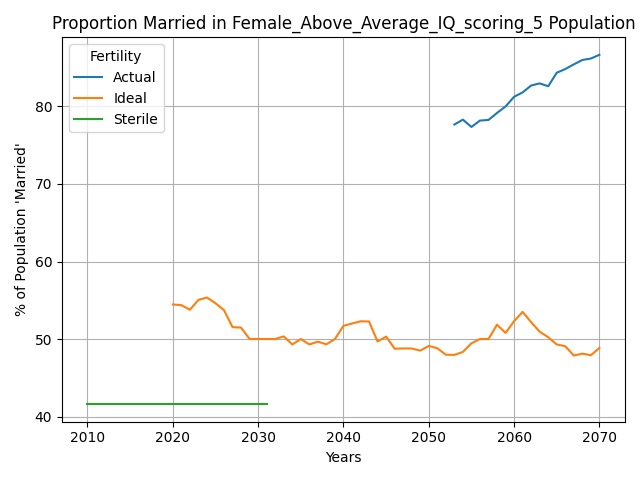 Proportion Married in Female_Above_Average_IQ_scoring_5 Population
Fertility
Actual
Ideal
Sterile
% of Population 'Married'
80
70
60
50
40
2010 2020 2030 2040 2050 2060 2070
Years